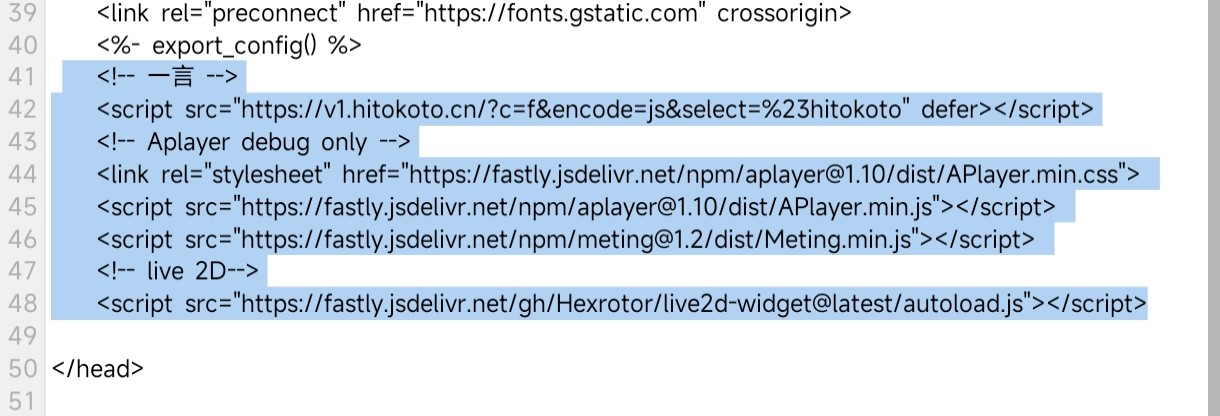 39 <link rel="preconnect" href="https://fonts.gstatic.com" crossorigin>
40 <%- export_config() %>
41 <!-- 一言 -->
42 <script src="https://v1.hitokoto.cn/?c=f&encode=js&select=%23hitokoto" defer></script>
43 <!-- Aplayer debug only -->
44 <link rel="stylesheet" href="https://fastly.jsdelivr.net/npm/aplayer@1.10/dist/APlayer.min.css">
45 <script src="https://fastly.jsdelivr.net/npm/aplayer@1.10/dist/APlayer.min.js"></script>
46 <script src="https://fastly.jsdelivr.net/npm/meting@1.2/dist/Meting.min.js"></script>
47 <!-- live 2D-->
48 <script src="https://fastly.jsdelivr.net/gh/Hexrotor/live2d-widget@latest/autoload.js"></script>
49
50 </head>
51